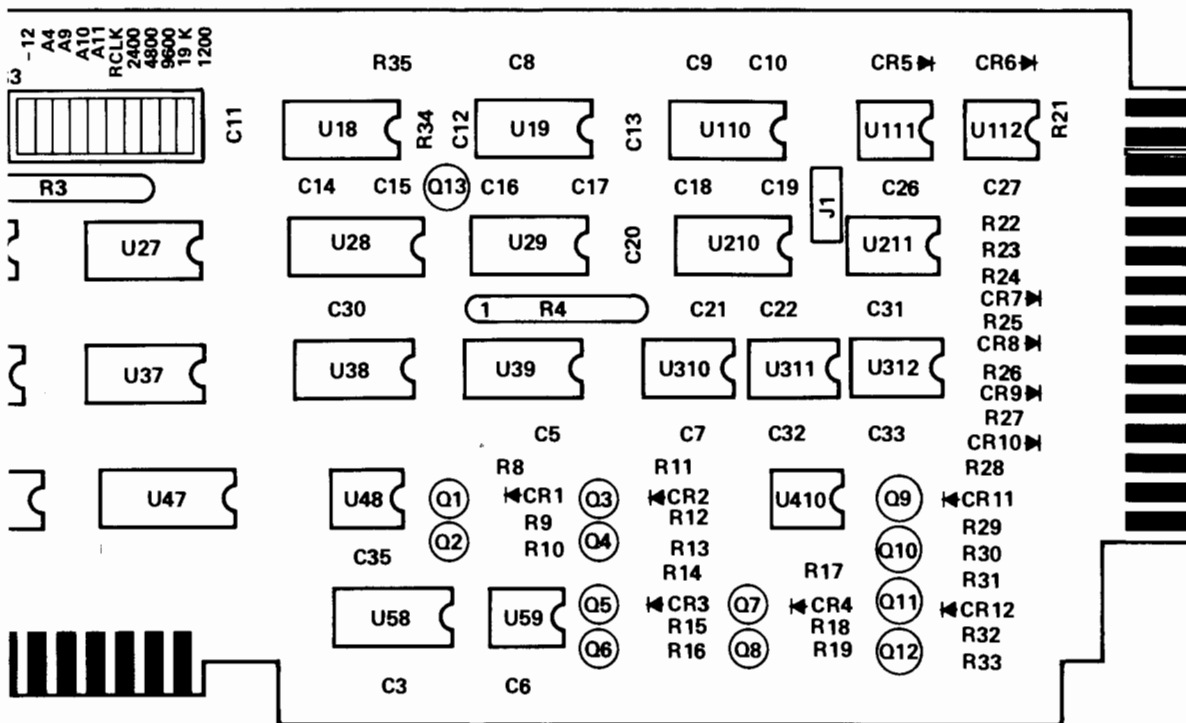 -12
A4
A9
A10
A11
RCLK
2400
4800
9600
19 K
1200
3
R35 C8 C9 C10 CR5 CR6
C11 U18 R34 C12 U19 C13 U110 U111 U112 R21
R3 C14 C15 Q13 C16 C17 C18 C19 J1 C26 C27
U27 U28 U29 C20 U210 U211 R22
R23
R24
C30 1 R4 C21 C22 C31 CR7
R25
CR8
U37 U38 U39 U310 U311 U312 R26
CR9
R27
C5 C7 C32 C33 CR10
R8 R11 R28
U47 U48 Q1 CR1 Q3 CR2 U410 Q9 CR11
R9 R12 R29
Q2 R10 Q4 R13 Q10 R30
C35 R14 R17 R31
U58 U59 Q5 CR3 Q7 CR4 Q11 CR12
R15 R18 R32
Q6 R16 Q8 R19 Q12 R33
C3 C6